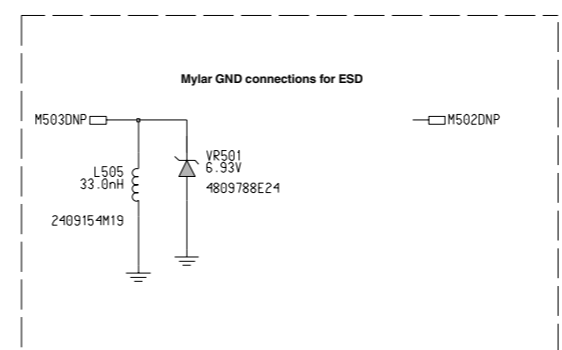 Mylar GND connections for ESD
M503DNP
M502DNP
VR501
6.93V
4809788E24
L505
33.0nH
2409154M19